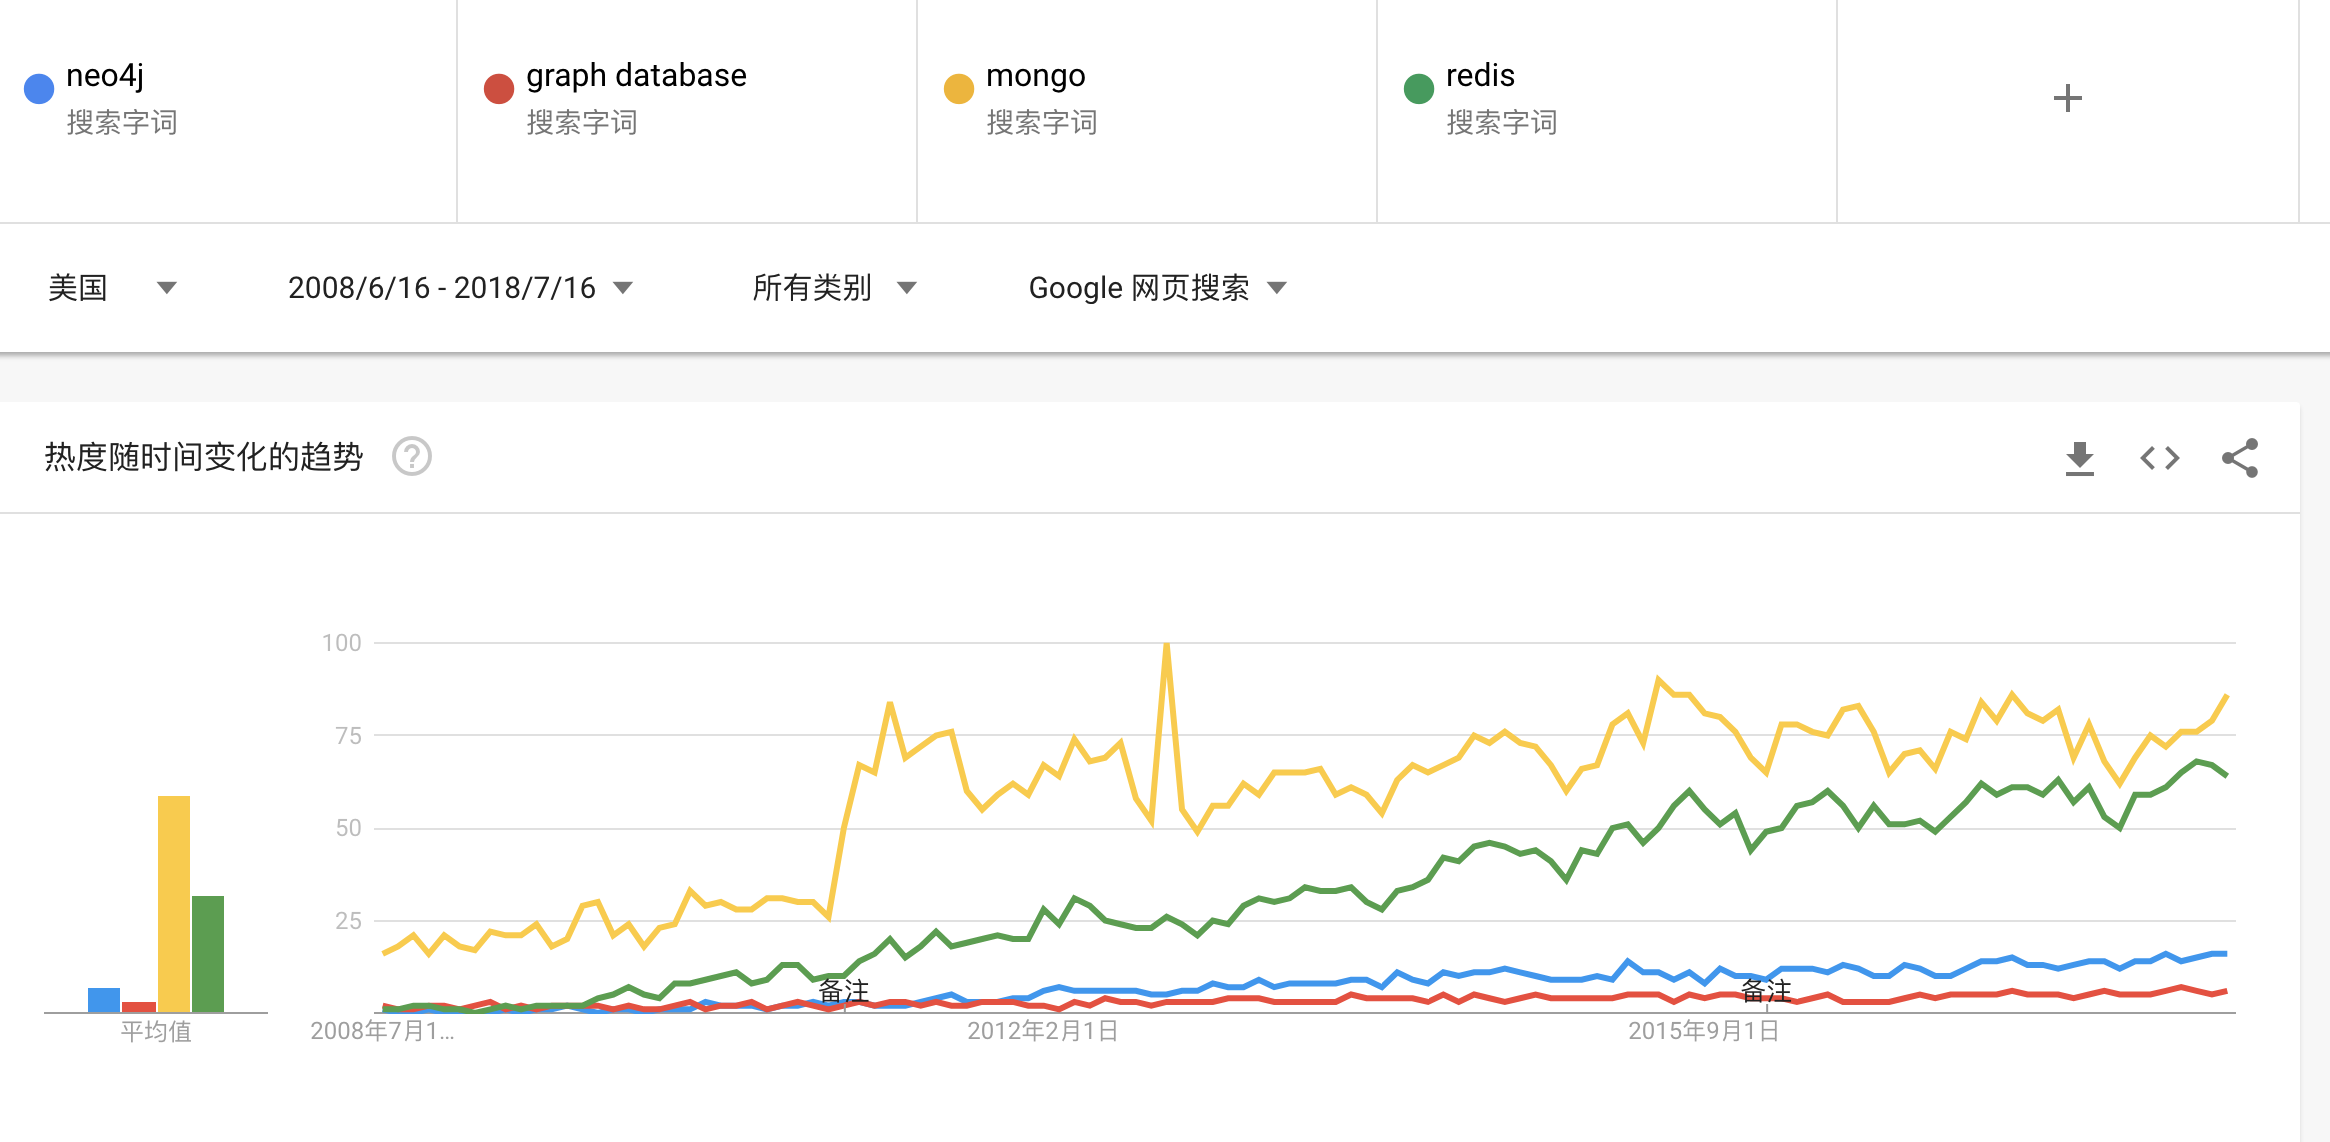 neo4j
搜索字词
graph database
搜索字词
mongo
搜索字词
redis
搜索字词
+
美国
2008/6/16 - 2018/7/16
所有类别
Google 网页搜索
热度随时间变化的趋势
?
100
75
50
25
备注
备注
平均值
2008年7月1...
2012年2月1日
2015年9月1日